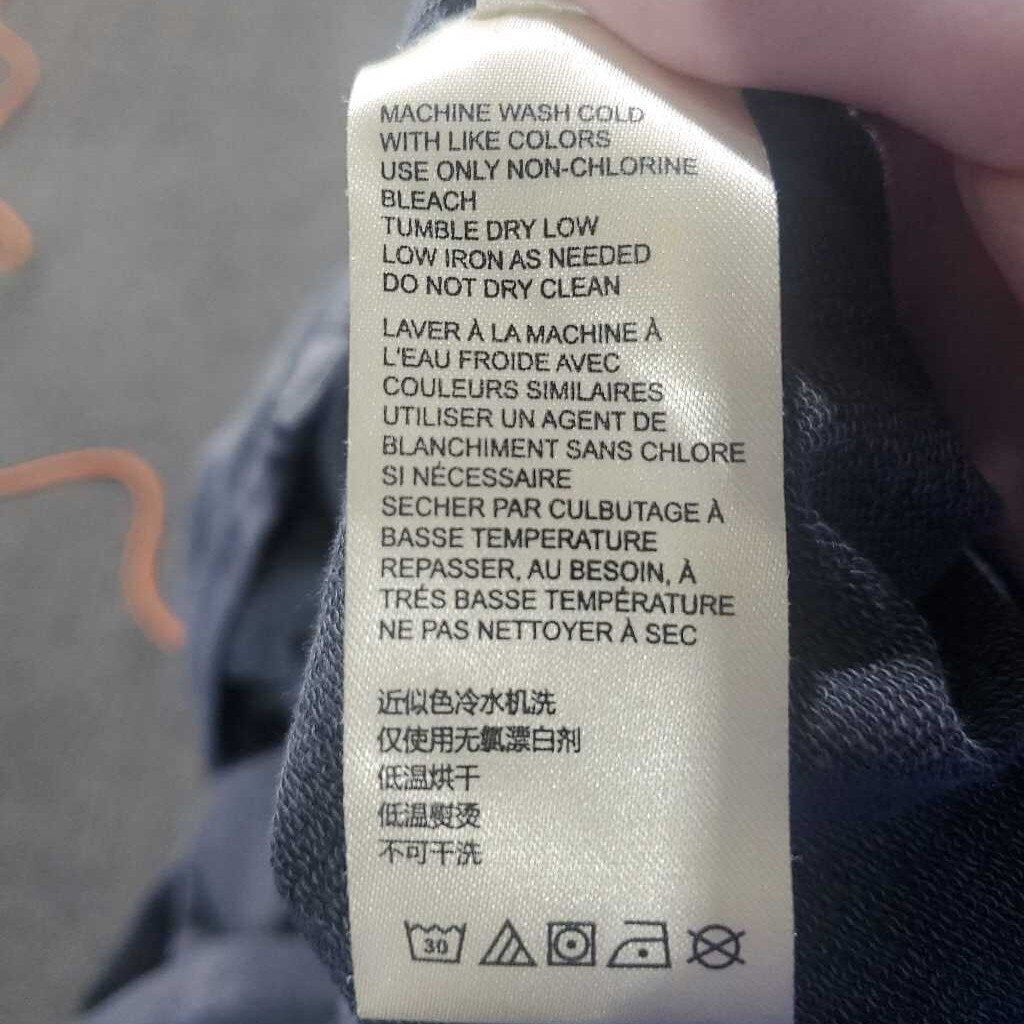 MACHINE WASH COLD
WITH LIKE COLORS
USE ONLY NON-CHLORINE
BLEACH
TUMBLE DRY LOW
LOW IRON AS NEEDED
DO NOT DRY CLEAN
LAVER À LA MACHINE À
L'EAU FROIDE AVEC
COULEURS SIMILAIRES
UTILISER UN AGENT DE
BLANCHIMENT SANS CHLORE
SI NÉCESSAIRE
SECHER PAR CULBUTAGE À
BASSE TEMPERATURE
REPASSER, AU BESOIN, À
TRÉS BASSE TEMPÉRATURE
NE PAS NETTOYER À SEC
近似色冷水机洗
仅使用无氯漂白剂
低温烘干
低温熨烫
不可干洗
30